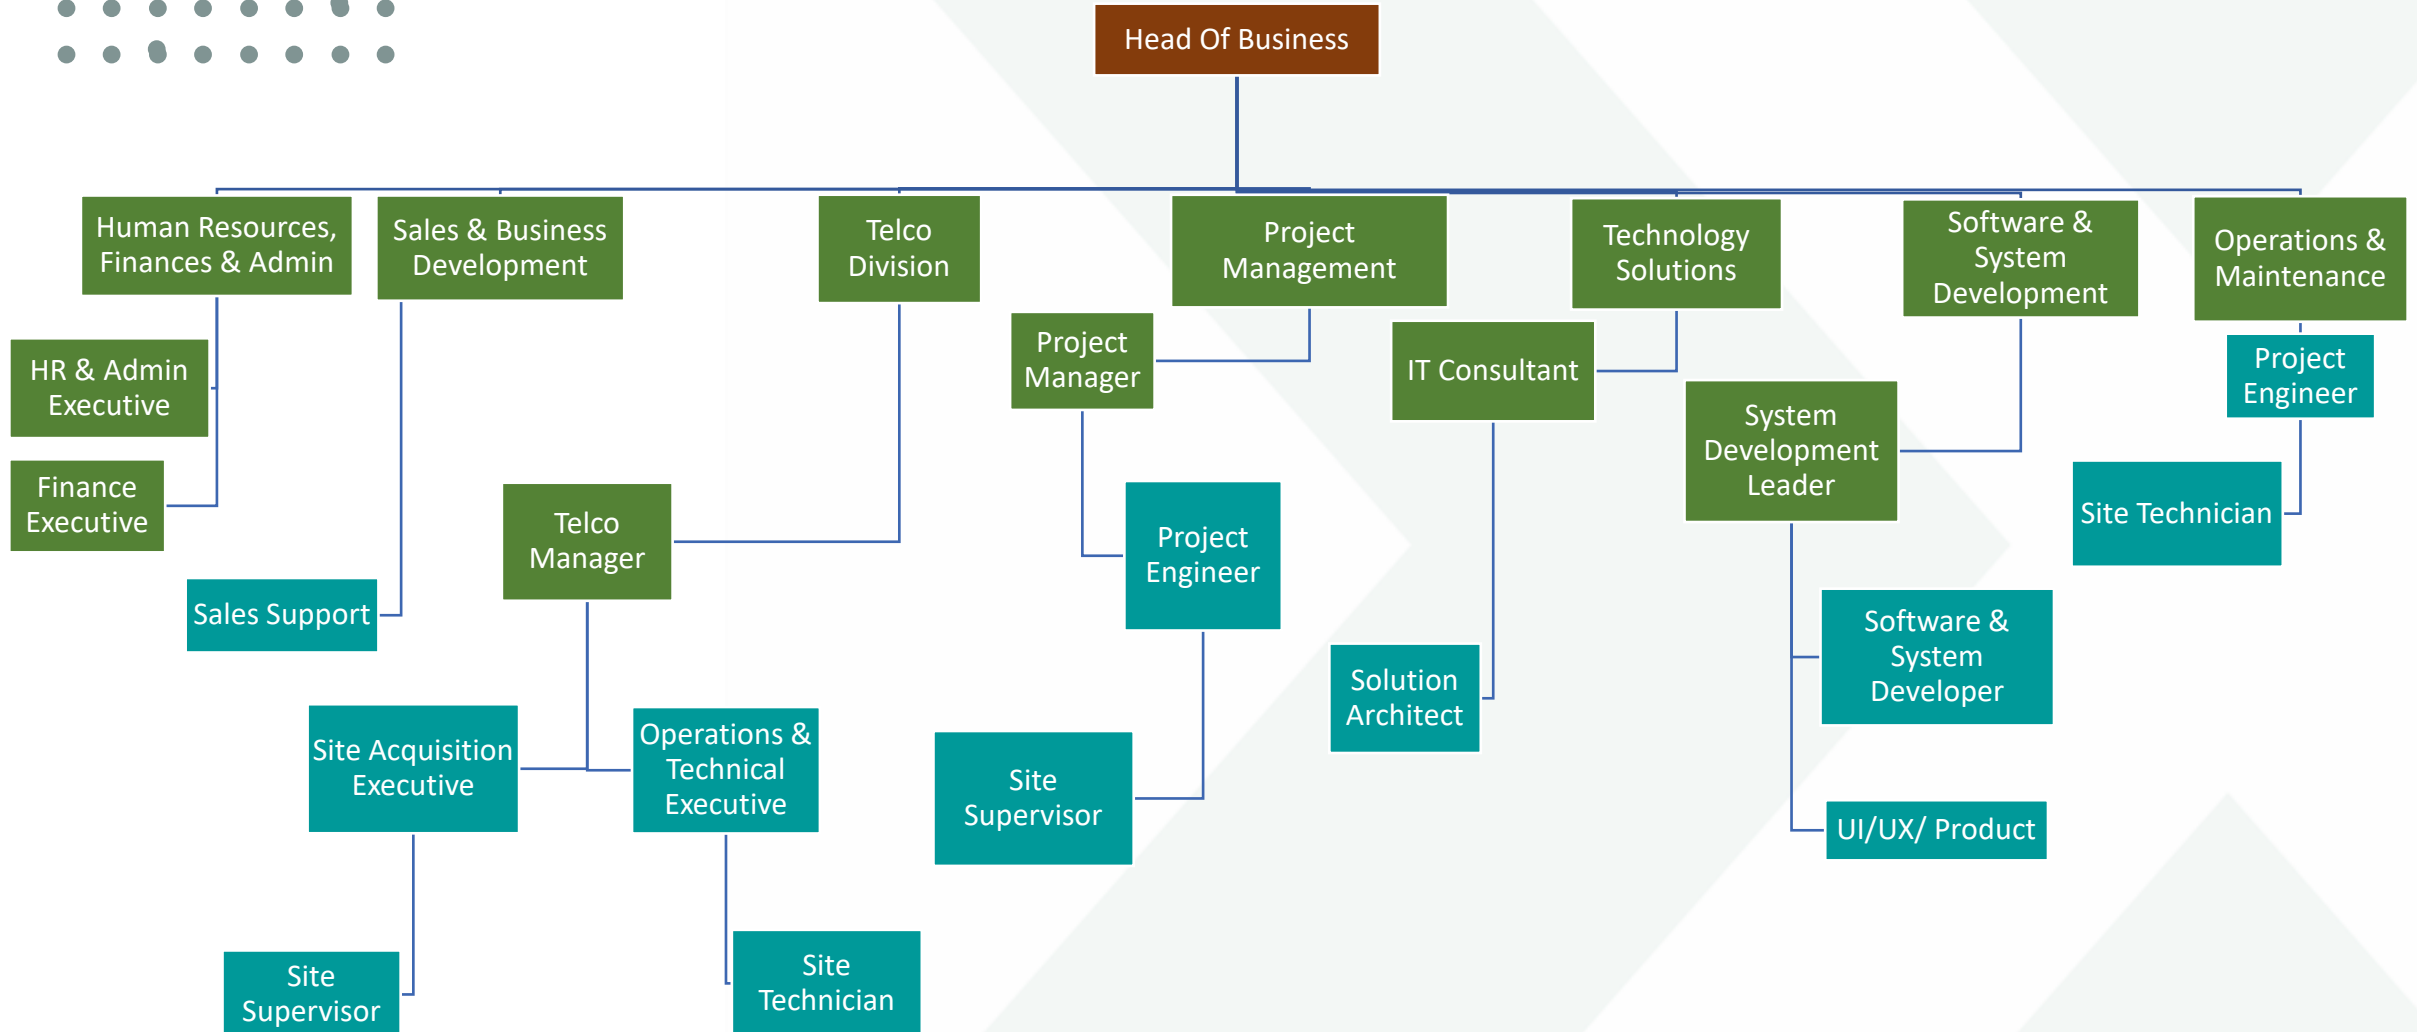 Head Of Business
Human Resources,
Finances & Admin
Sales & Business
Development
Telco
Division
Project
Management
Technology
Solutions
Software &
System
Development
Operations &
Maintenance
HR & Admin
Executive
Finance
Executive
Sales Support
Telco
Manager
Site Acquisition
Executive
Operations &
Technical
Executive
Site
Supervisor
Site
Technician
Project
Manager
Project
Engineer
Site
Supervisor
IT Consultant
Solution
Architect
System
Development
Leader
Software &
System
Developer
UI/UX/ Product
Project
Engineer
Site Technician